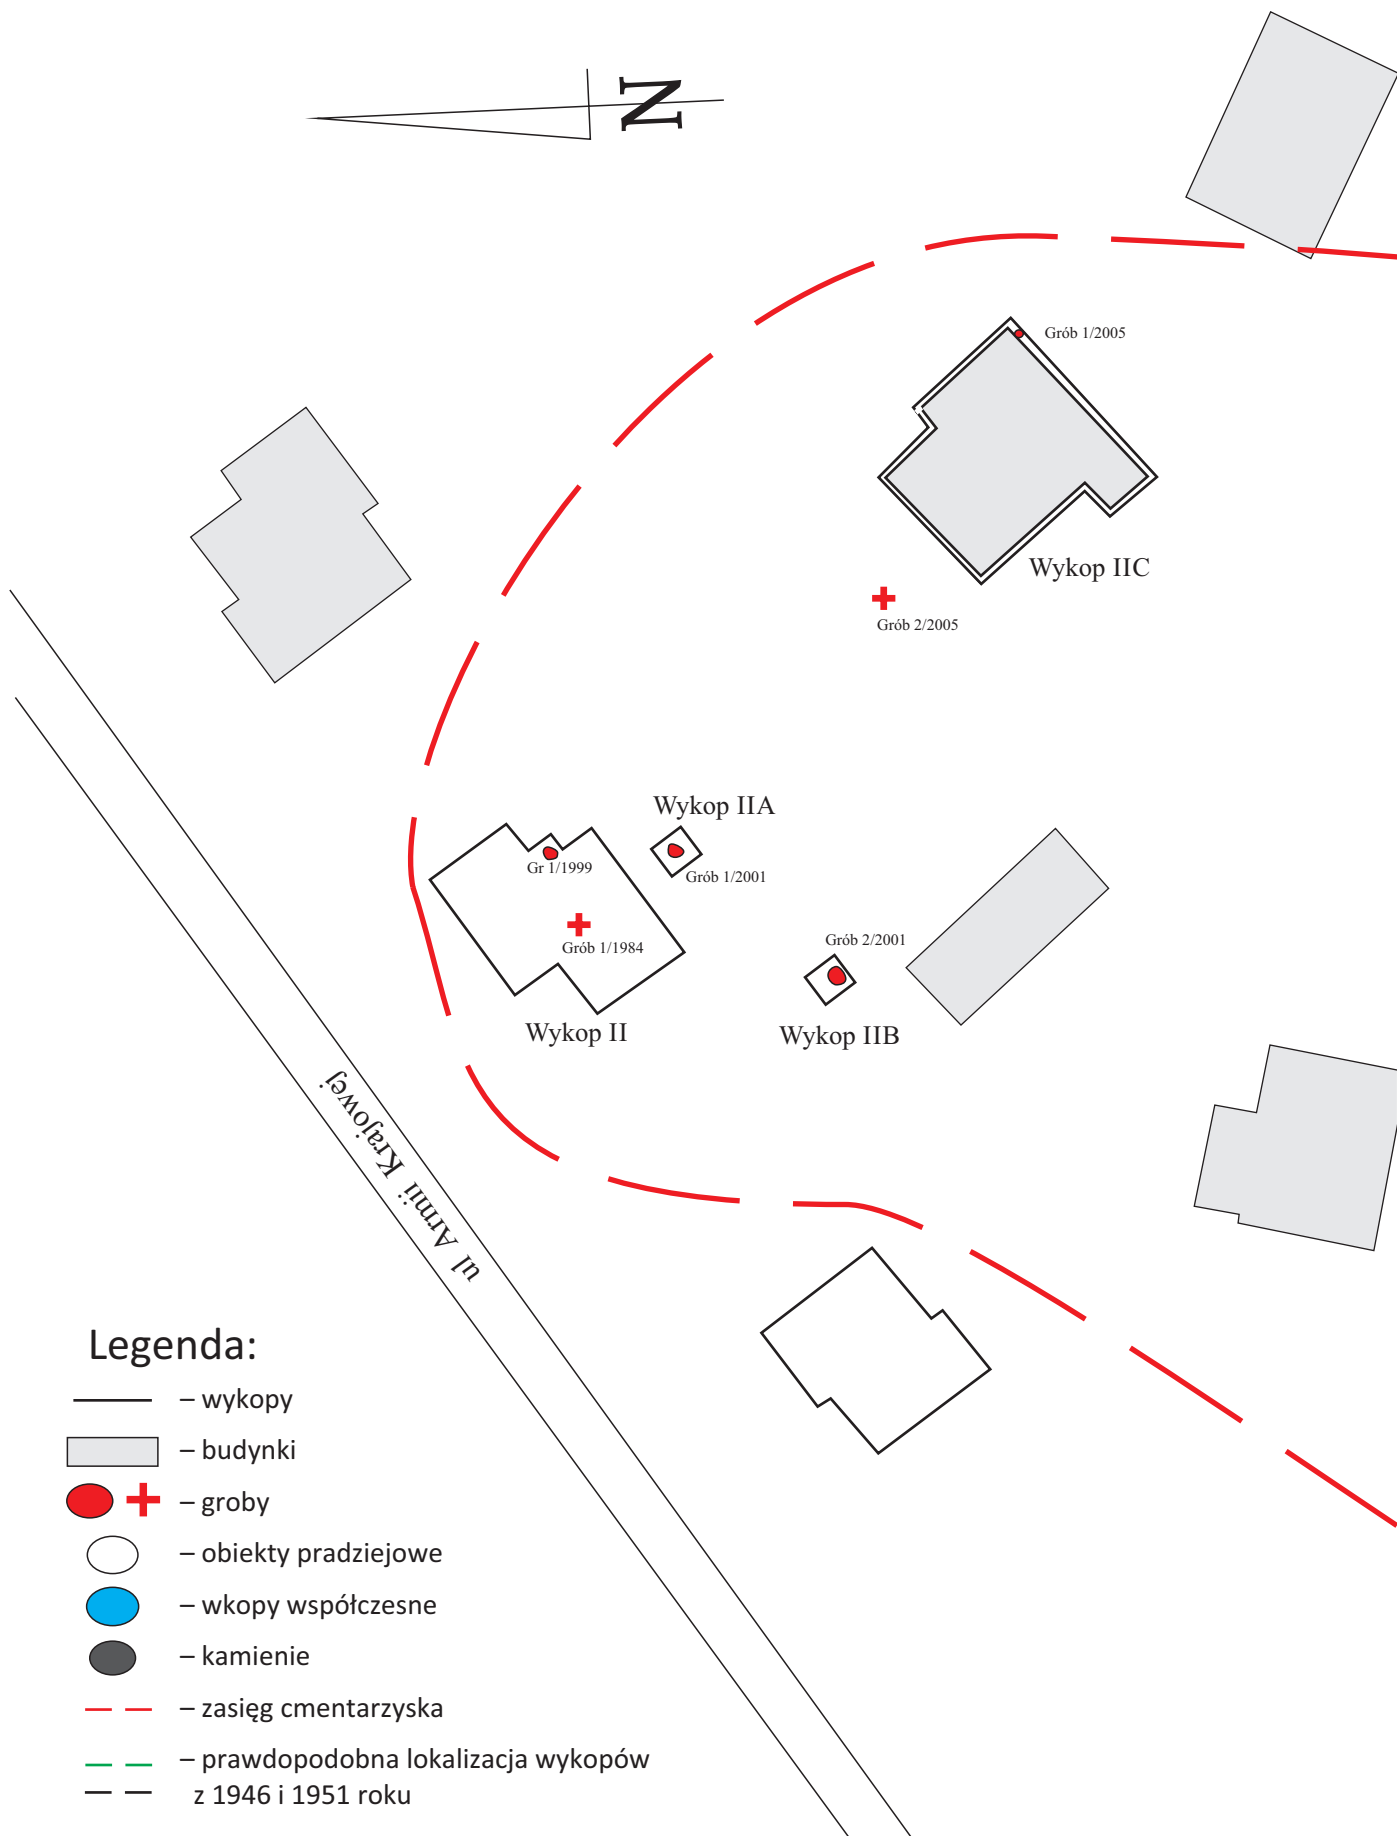 N
Grób 1/2005
Wykop IIC
Grób 2/2005
Wykop IIA
Gr 1/1999
Grób 1/2001
Grób 1/1984
Grób 2/2001
Wykop II
Wykop IIB
ul Armii Krajowej
Legenda:
– wykopy
– budynki
– groby
– obiekty pradziejowe
– wkopy współczesne
– kamienie
– zasięg cmentarzyska
– prawdopodobna lokalizacja wykopów
z 1946 i 1951 roku